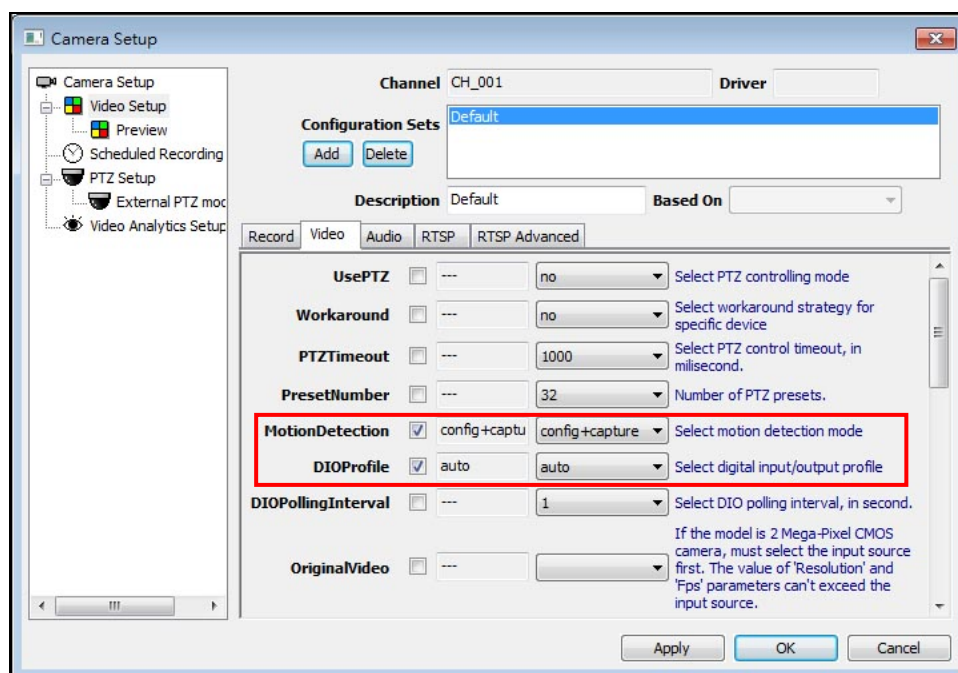 Camera Setup
Camera Setup
Video Setup
Preview
Scheduled Recording
PTZ Setup
External PTZ moc
Video Analytics Setup
Channel CH_001 Driver
Configuration Sets Default
Add Delete
Description Default Based On
Record Video Audio RTSP RTSP Advanced
UsePTZ --- no Select PTZ controlling mode
Workaround --- no Select workaround strategy for
specific device
PTZTimeout --- 1000 Select PTZ control timeout, in
milisecond.
PresetNumber --- 32 Number of PTZ presets.
MotionDetection config+captu config+capture Select motion detection mode
DIOProfile auto auto Select digital input/output profile
DIOPollingInterval --- 1 Select DIO polling interval, in second.
OriginalVideo --- If the model is 2 Mega-Pixel CMOS
camera, must select the input source
first. The value of 'Resolution' and
'Fps' parameters can't exceed the
input source.
Apply OK Cancel